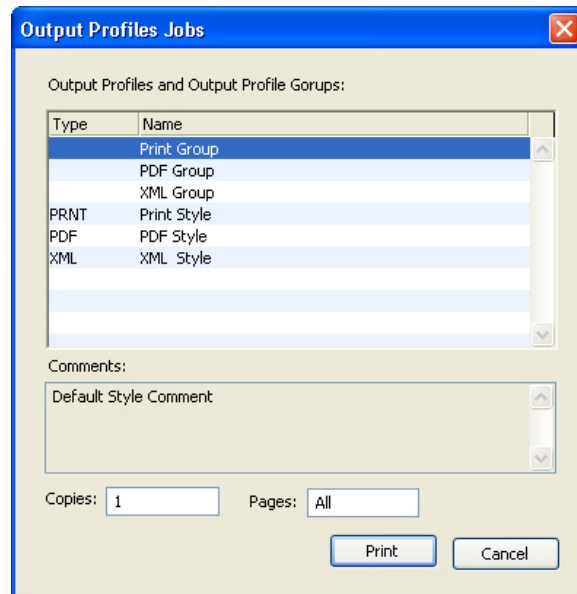 Output Profiles Jobs
Output Profiles and Output Profile Gorups:
Type Name
Print Group
PDF Group
XML Group
PRNT Print Style
PDF PDF Style
XML XML Style
Comments:
Default Style Comment
Copies: 1 Pages: All
Print Cancel